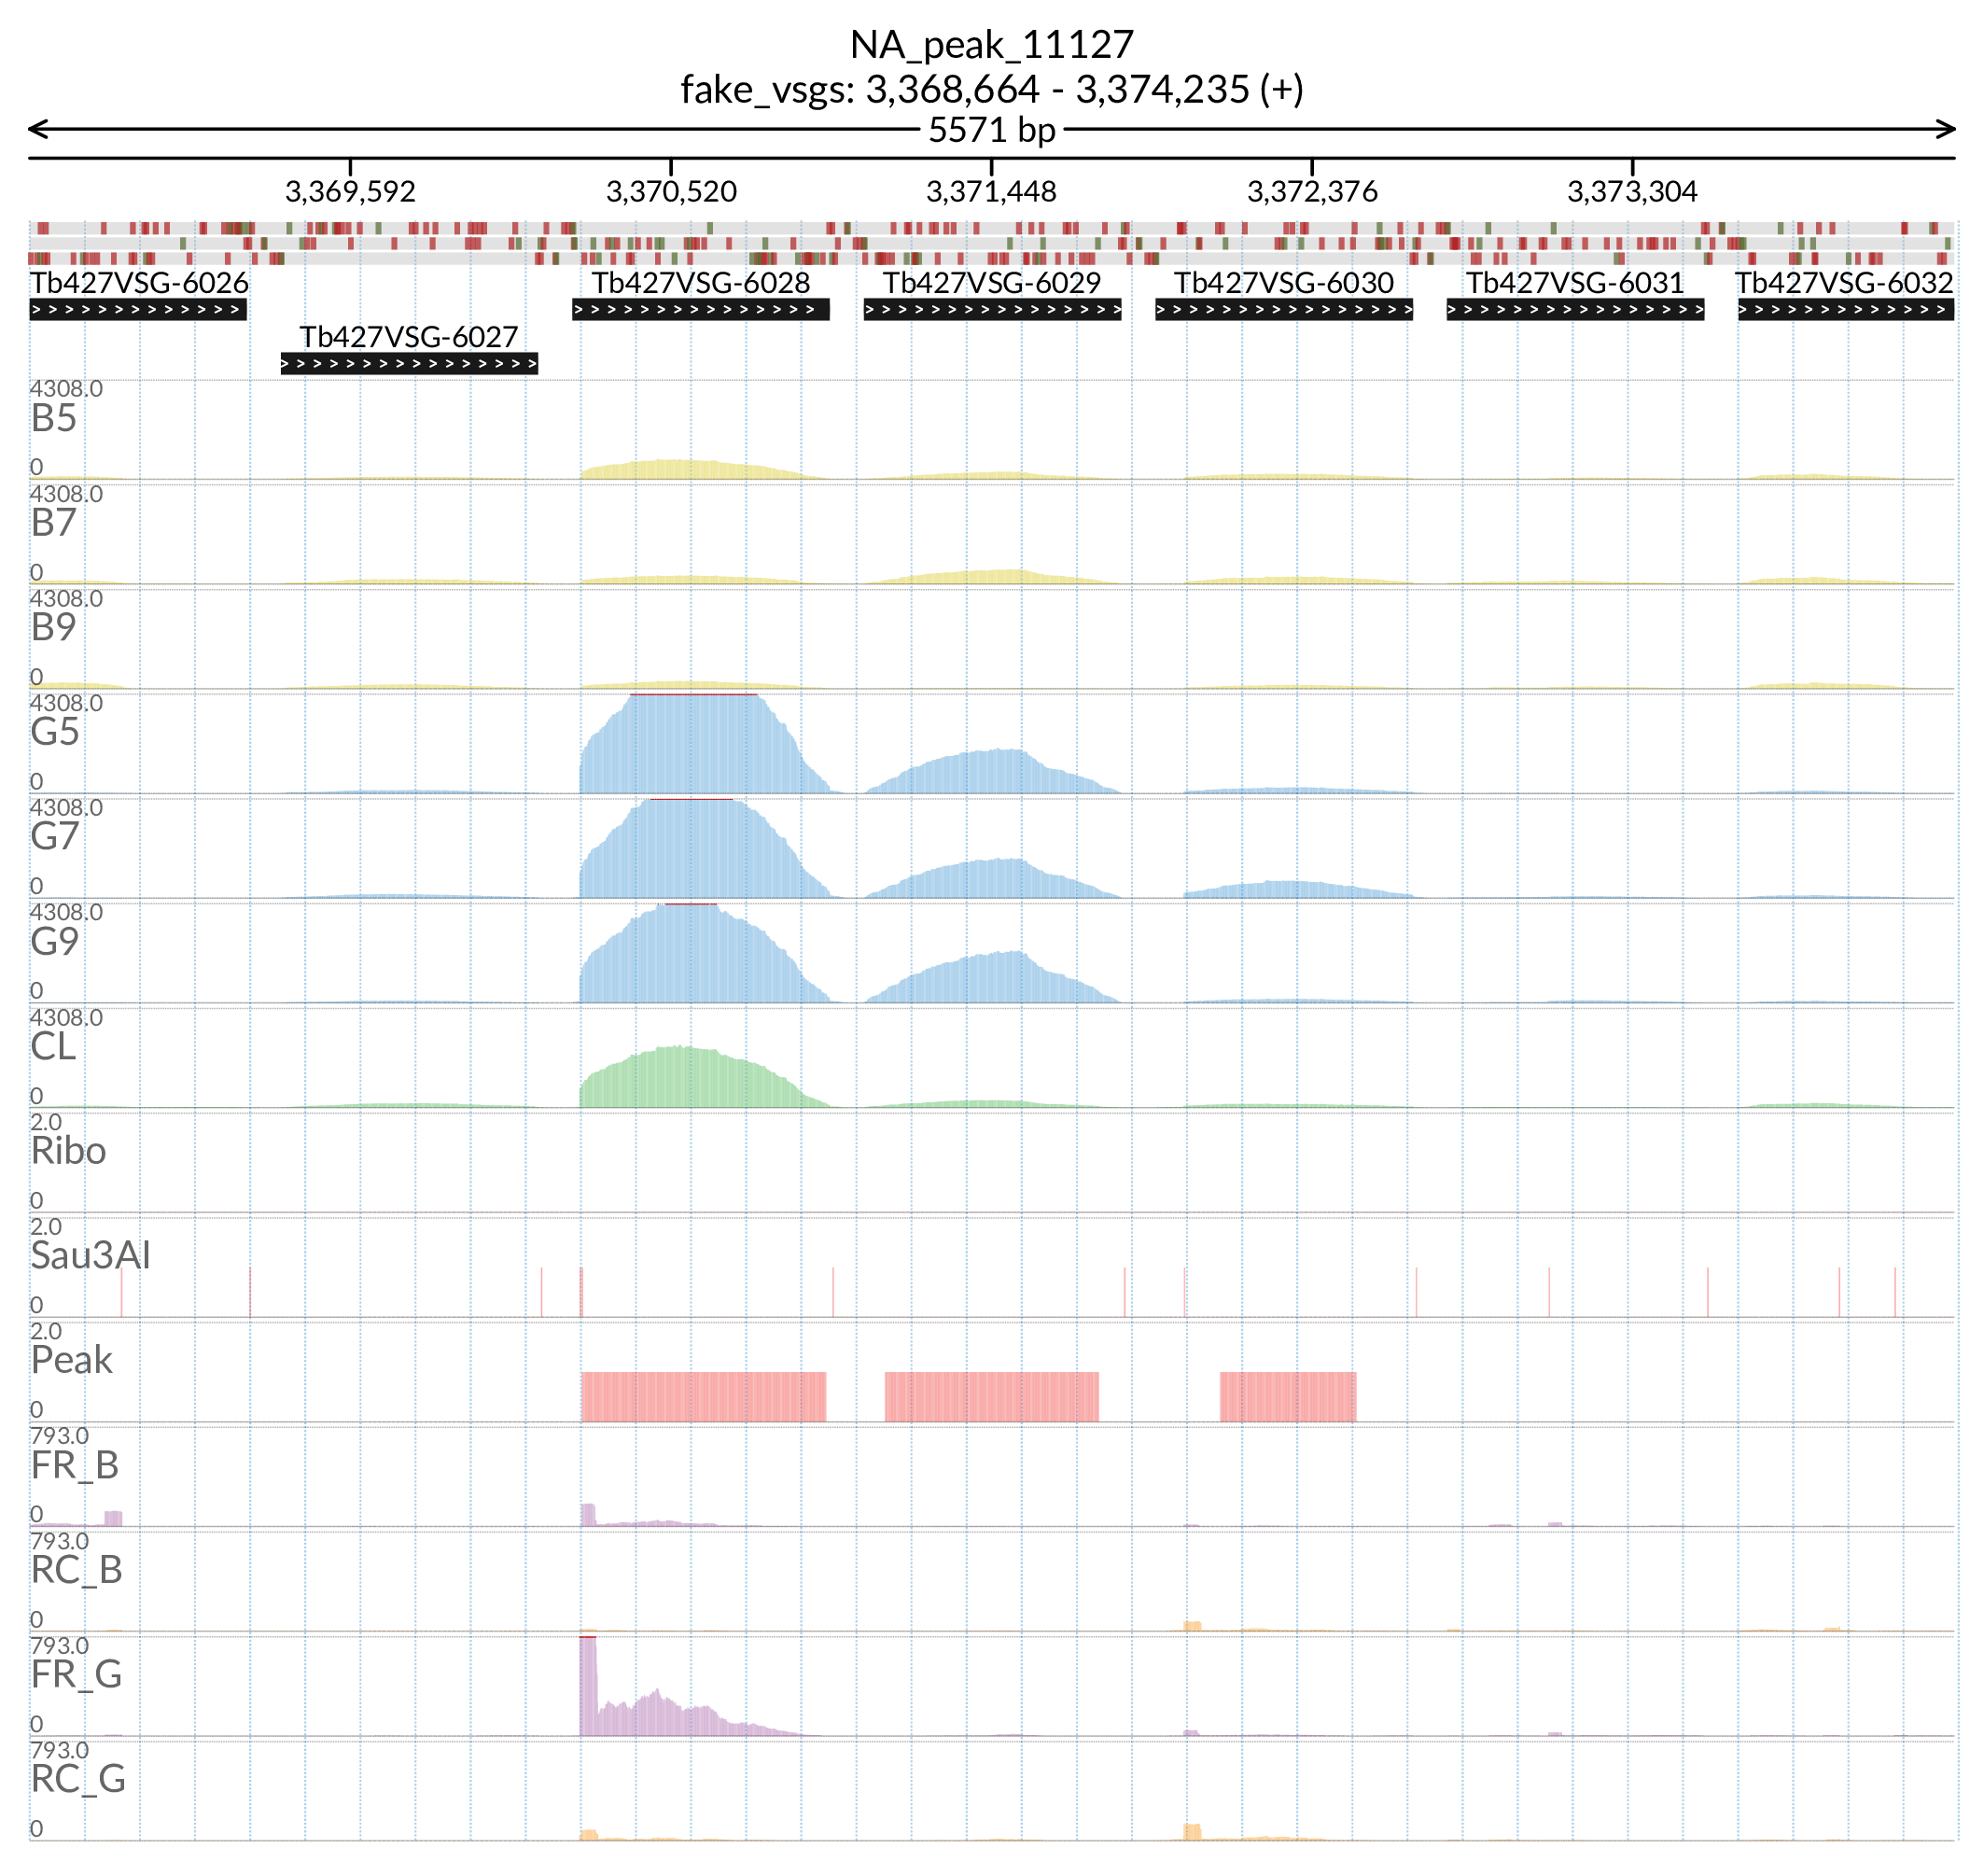 NA_peak_11127
fake_vsgs: 3,368,664 - 3,374,235 (+)
5571 bp
3,369,592 3,370,520 3,371,448 3,372,376 3,373,304
Tb427VSG-6026 Tb427VSG-6028 Tb427VSG-6029 Tb427VSG-6030 Tb427VSG-6031 Tb427VSG-6032
Tb427VSG-6027
4308.0
B5
0
4308.0
B7
0
4308.0
B9
0
4308.0
G5
0
4308.0
G7
0
4308.0
G9
0
4308.0
CL
0
2.0
Ribo
0
2.0
Sau3AI
0
2.0
Peak
0
793.0
FR_B
0
793.0
RC_B
0
793.0
FR_G
0
793.0
RC_G
0